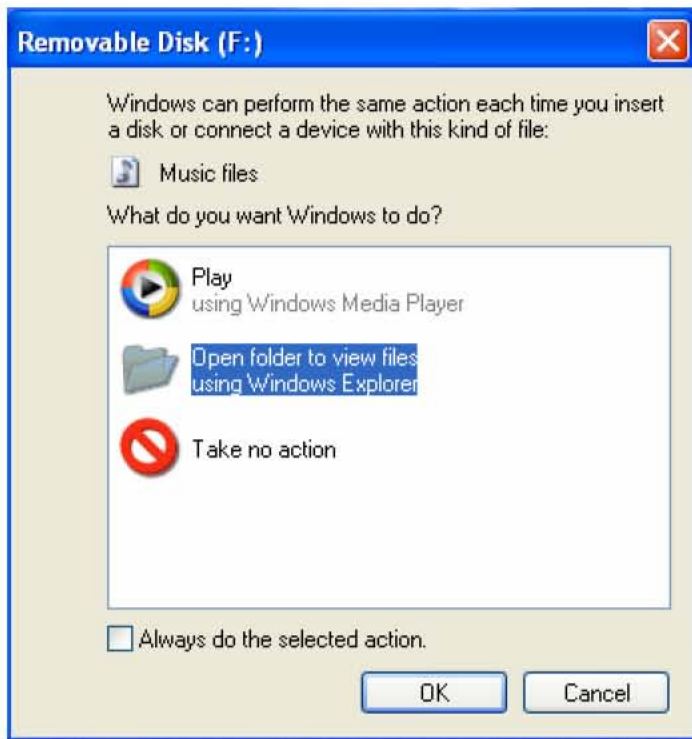 Removable Disk (F:)
Windows can perform the same action each time you insert
a disk or connect a device with this kind of file:
Music files
What do you want Windows to do?
Play
using Windows Media Player
Open folder to view files
using Windows Explorer
Take no action
Always do the selected action.
OK
Cancel